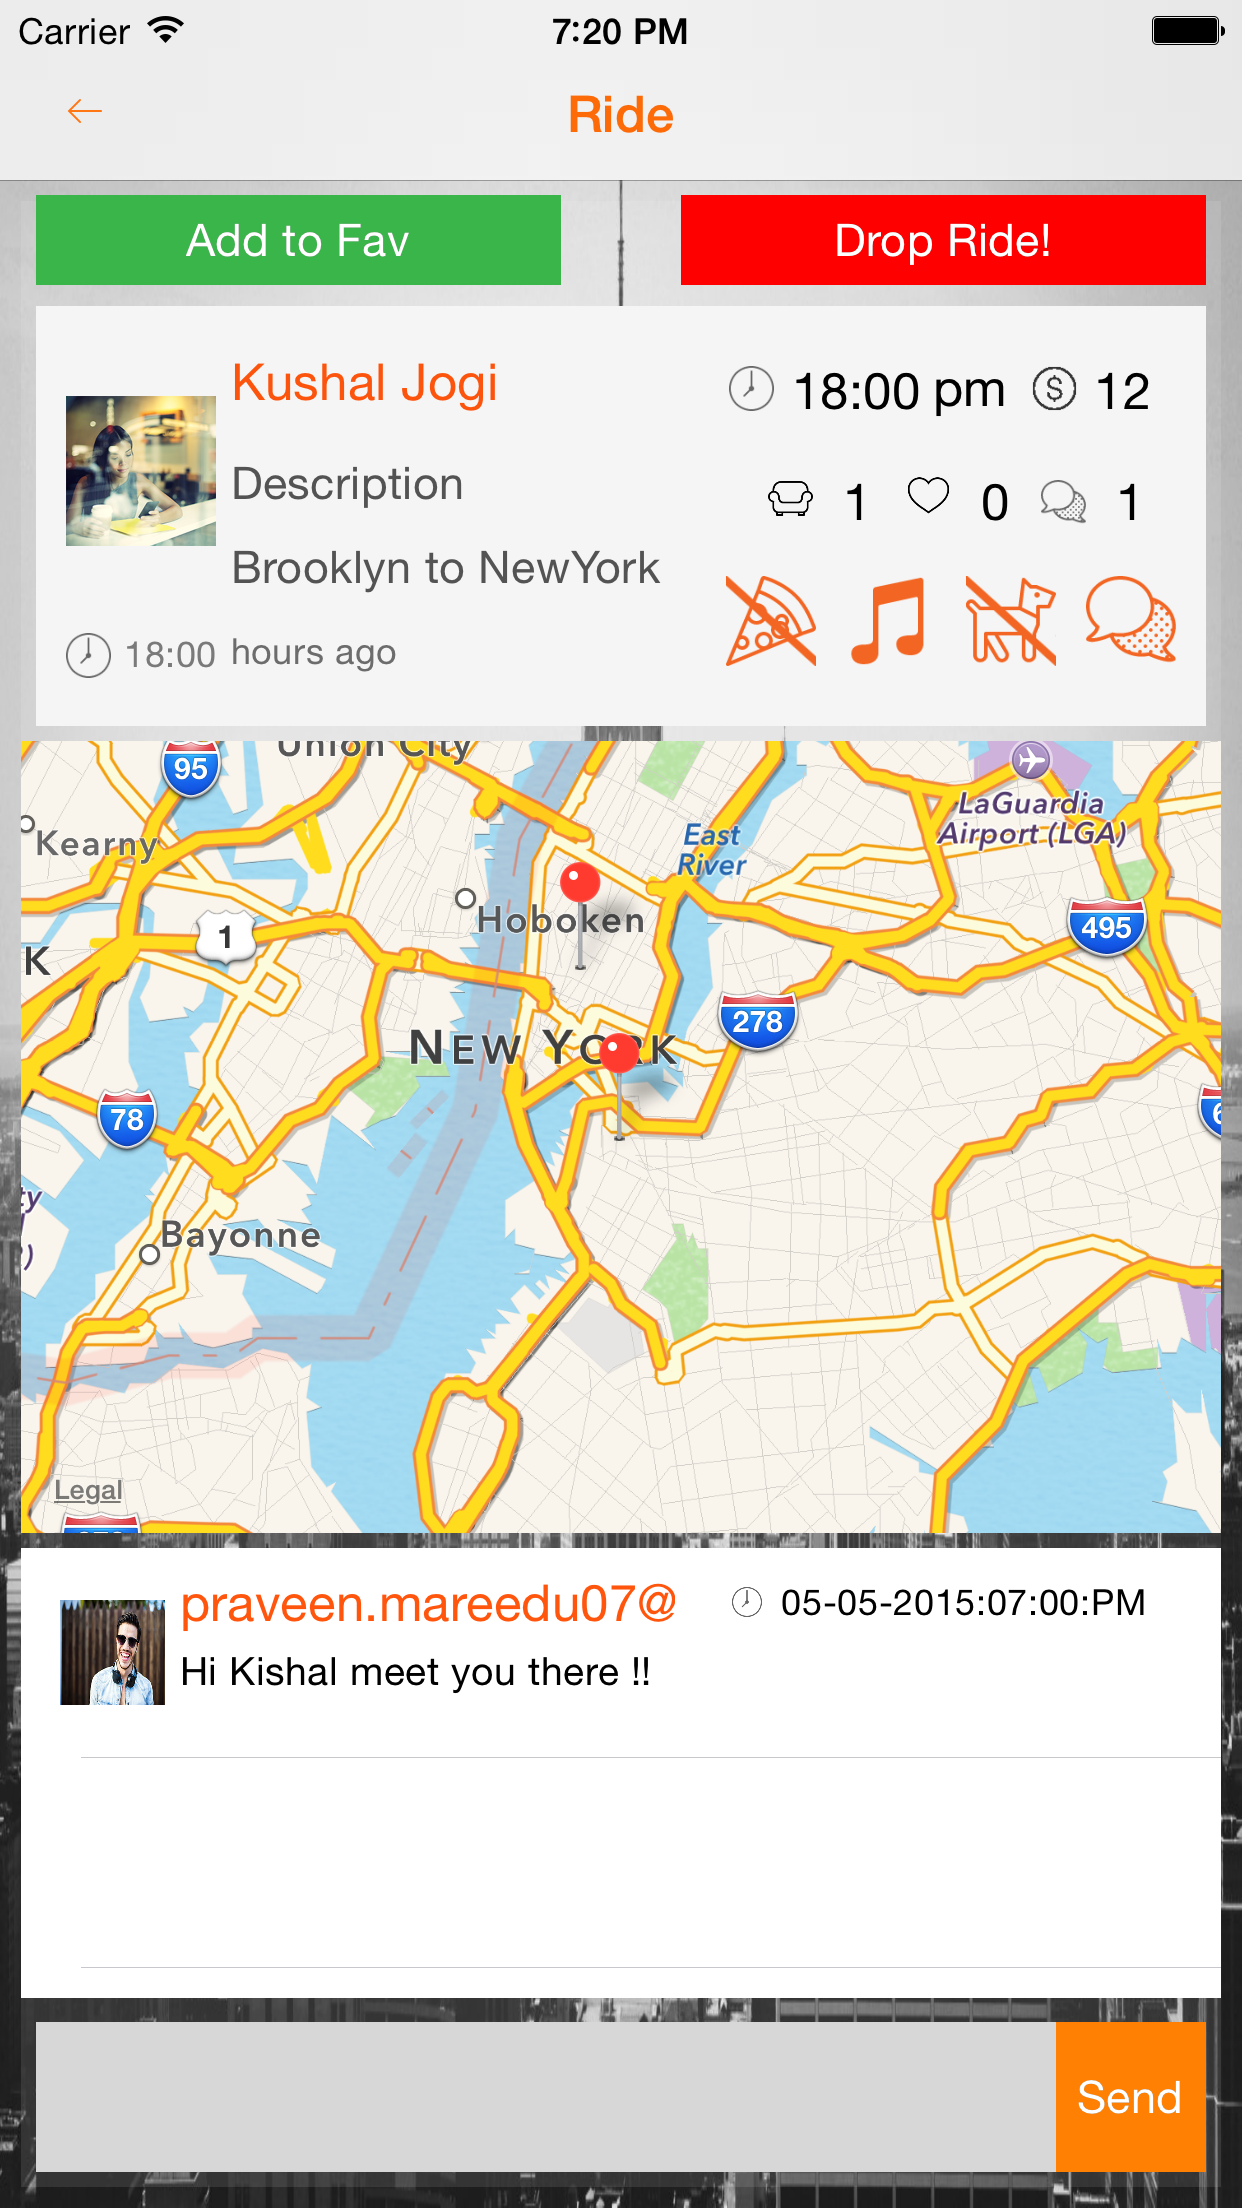 Carrier
7:20 PM
Ride
Add to Fav
Drop Ride!
Kushal Jogi
18:00 pm
12
Description
1
0
1
Brooklyn to NewYork
18:00 hours ago
Union City
95
LaGuardia
Airport (LGA)
Kearny
East
River
Hoboken
1
495
K
NEW YORK
278
78
ty
)
Bayonne
Legal
praveen.mareedu07@
05-05-2015:07:00:PM
Hi Kishal meet you there !!
Send